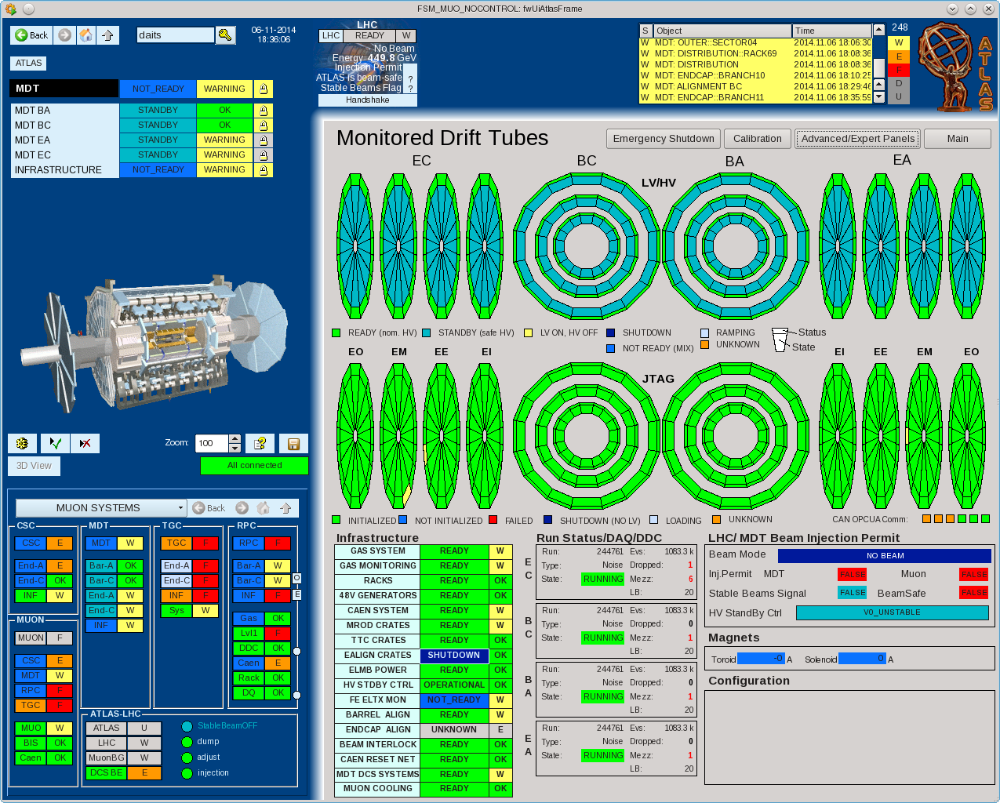 FSM_MUO_NOCONTROL: fwUiAtlasFrame
Back
daits
06-11-2014
18:36:06
ATLAS
MDT NOT_READY WARNING
MDT BA STANDBY OK
MDT BC STANDBY OK
MDT EA STANDBY WARNING
MDT EC STANDBY WARNING
INFRASTRUCTURE NOT_READY WARNING
LHC
LHC READY W
No Beam
Energy 449.8 GeV
Injection Permit
ATLAS is beam-safe ?
Stable Beams Flag ?
Handshake
S Object Time
W MDT: OUTER::SECTOR04 2014.11.06 18:06:30
W MDT: DISTRIBUTION::RACK69 2014.11.06 18:08:36
W MDT: DISTRIBUTION 2014.11.06 18:08:36
W MDT: ENDCAP::BRANCH10 2014.11.06 18:10:25
W MDT: ALIGNMENT BC 2014.11.06 18:29:46
W MDT: ENDCAP::BRANCH11 2014.11.06 18:35:59
248
W
E
F
D
U
ATLAS
Monitored Drift Tubes
Emergency Shutdown
Calibration
Advanced/Expert Panels
Main
EC BC BA EA
LV/HV
READY (nom. HV) STANDBY (safe HV) LV ON, HV OFF SHUTDOWN RAMPING
NOT READY (MIX) UNKNOWN
Status
State
EO EM EE EI EI EE EM EO
JTAG
INITIALIZED NOT INITIALIZED FAILED SHUTDOWN (NO LV) LOADING UNKNOWN
CAN OPCUA Comm:
Zoom: 100
3D View
All connected
MUON SYSTEMS
Back
CSC
CSC E
End-A E
End-C OK
INF W
MDT
MDT W
Bar-A OK
Bar-C OK
End-A W
End-C W
INF W
TGC
TGC F
End-A F
End-C F
INF F
Sys W
RPC
RPC F
Bar-A W
Bar-C W
INF F
Gas OK
Lvl1 F
DDC OK
Caen E
Rack OK
DQ OK
O
E
MUON
MUON F
CSC E
MDT W
RPC F
TGC F
MUO W
BIS OK
Caen OK
ATLAS-LHC
ATLAS U
LHC W
MuonBG W
DCS BE E
StableBeamOFF
dump
adjust
injection
Infrastructure
GAS SYSTEM READY W
GAS MONITORING READY W
RACKS READY OK
48V GENERATORS READY OK
CAEN SYSTEM READY W
MROD CRATES READY W
TTC CRATES READY OK
EALIGN CRATES SHUTDOWN OK
ELMB POWER READY OK
HV STDBY CTRL OPERATIONAL OK
FE ELTX MON NOT_READY W
BARREL ALIGN READY W
ENDCAP ALIGN UNKNOWN E
BEAM INTERLOCK READY OK
CAEN RESET NET READY OK
MDT DCS SYSTEMS READY W
MUON COOLING READY OK
Run Status/DAQ/DDC
E
C
Run: 244761 Evs: 1083.3 k
Type: Noise Dropped: 1
State: RUNNING Mezz: 6
LB: 20
B
C
Run: 244761 Evs: 1083.3 k
Type: Noise Dropped: 0
State: RUNNING Mezz: 1
LB: 20
B
A
Run: 244761 Evs: 1083.3 k
Type: Noise Dropped: 0
State: RUNNING Mezz: 1
LB: 20
E
A
Run: 244761 Evs: 1083.3 k
Type: Noise Dropped: 0
State: RUNNING Mezz: 1
LB: 20
LHC/ MDT Beam Injection Permit
Beam Mode NO BEAM
Inj.Permit MDT FALSE Muon FALSE
Stable Beams Signal FALSE BeamSafe FALSE
HV StandBy Ctrl V0_UNSTABLE
Magnets
Toroid -0 A Solenoid 0 A
Configuration